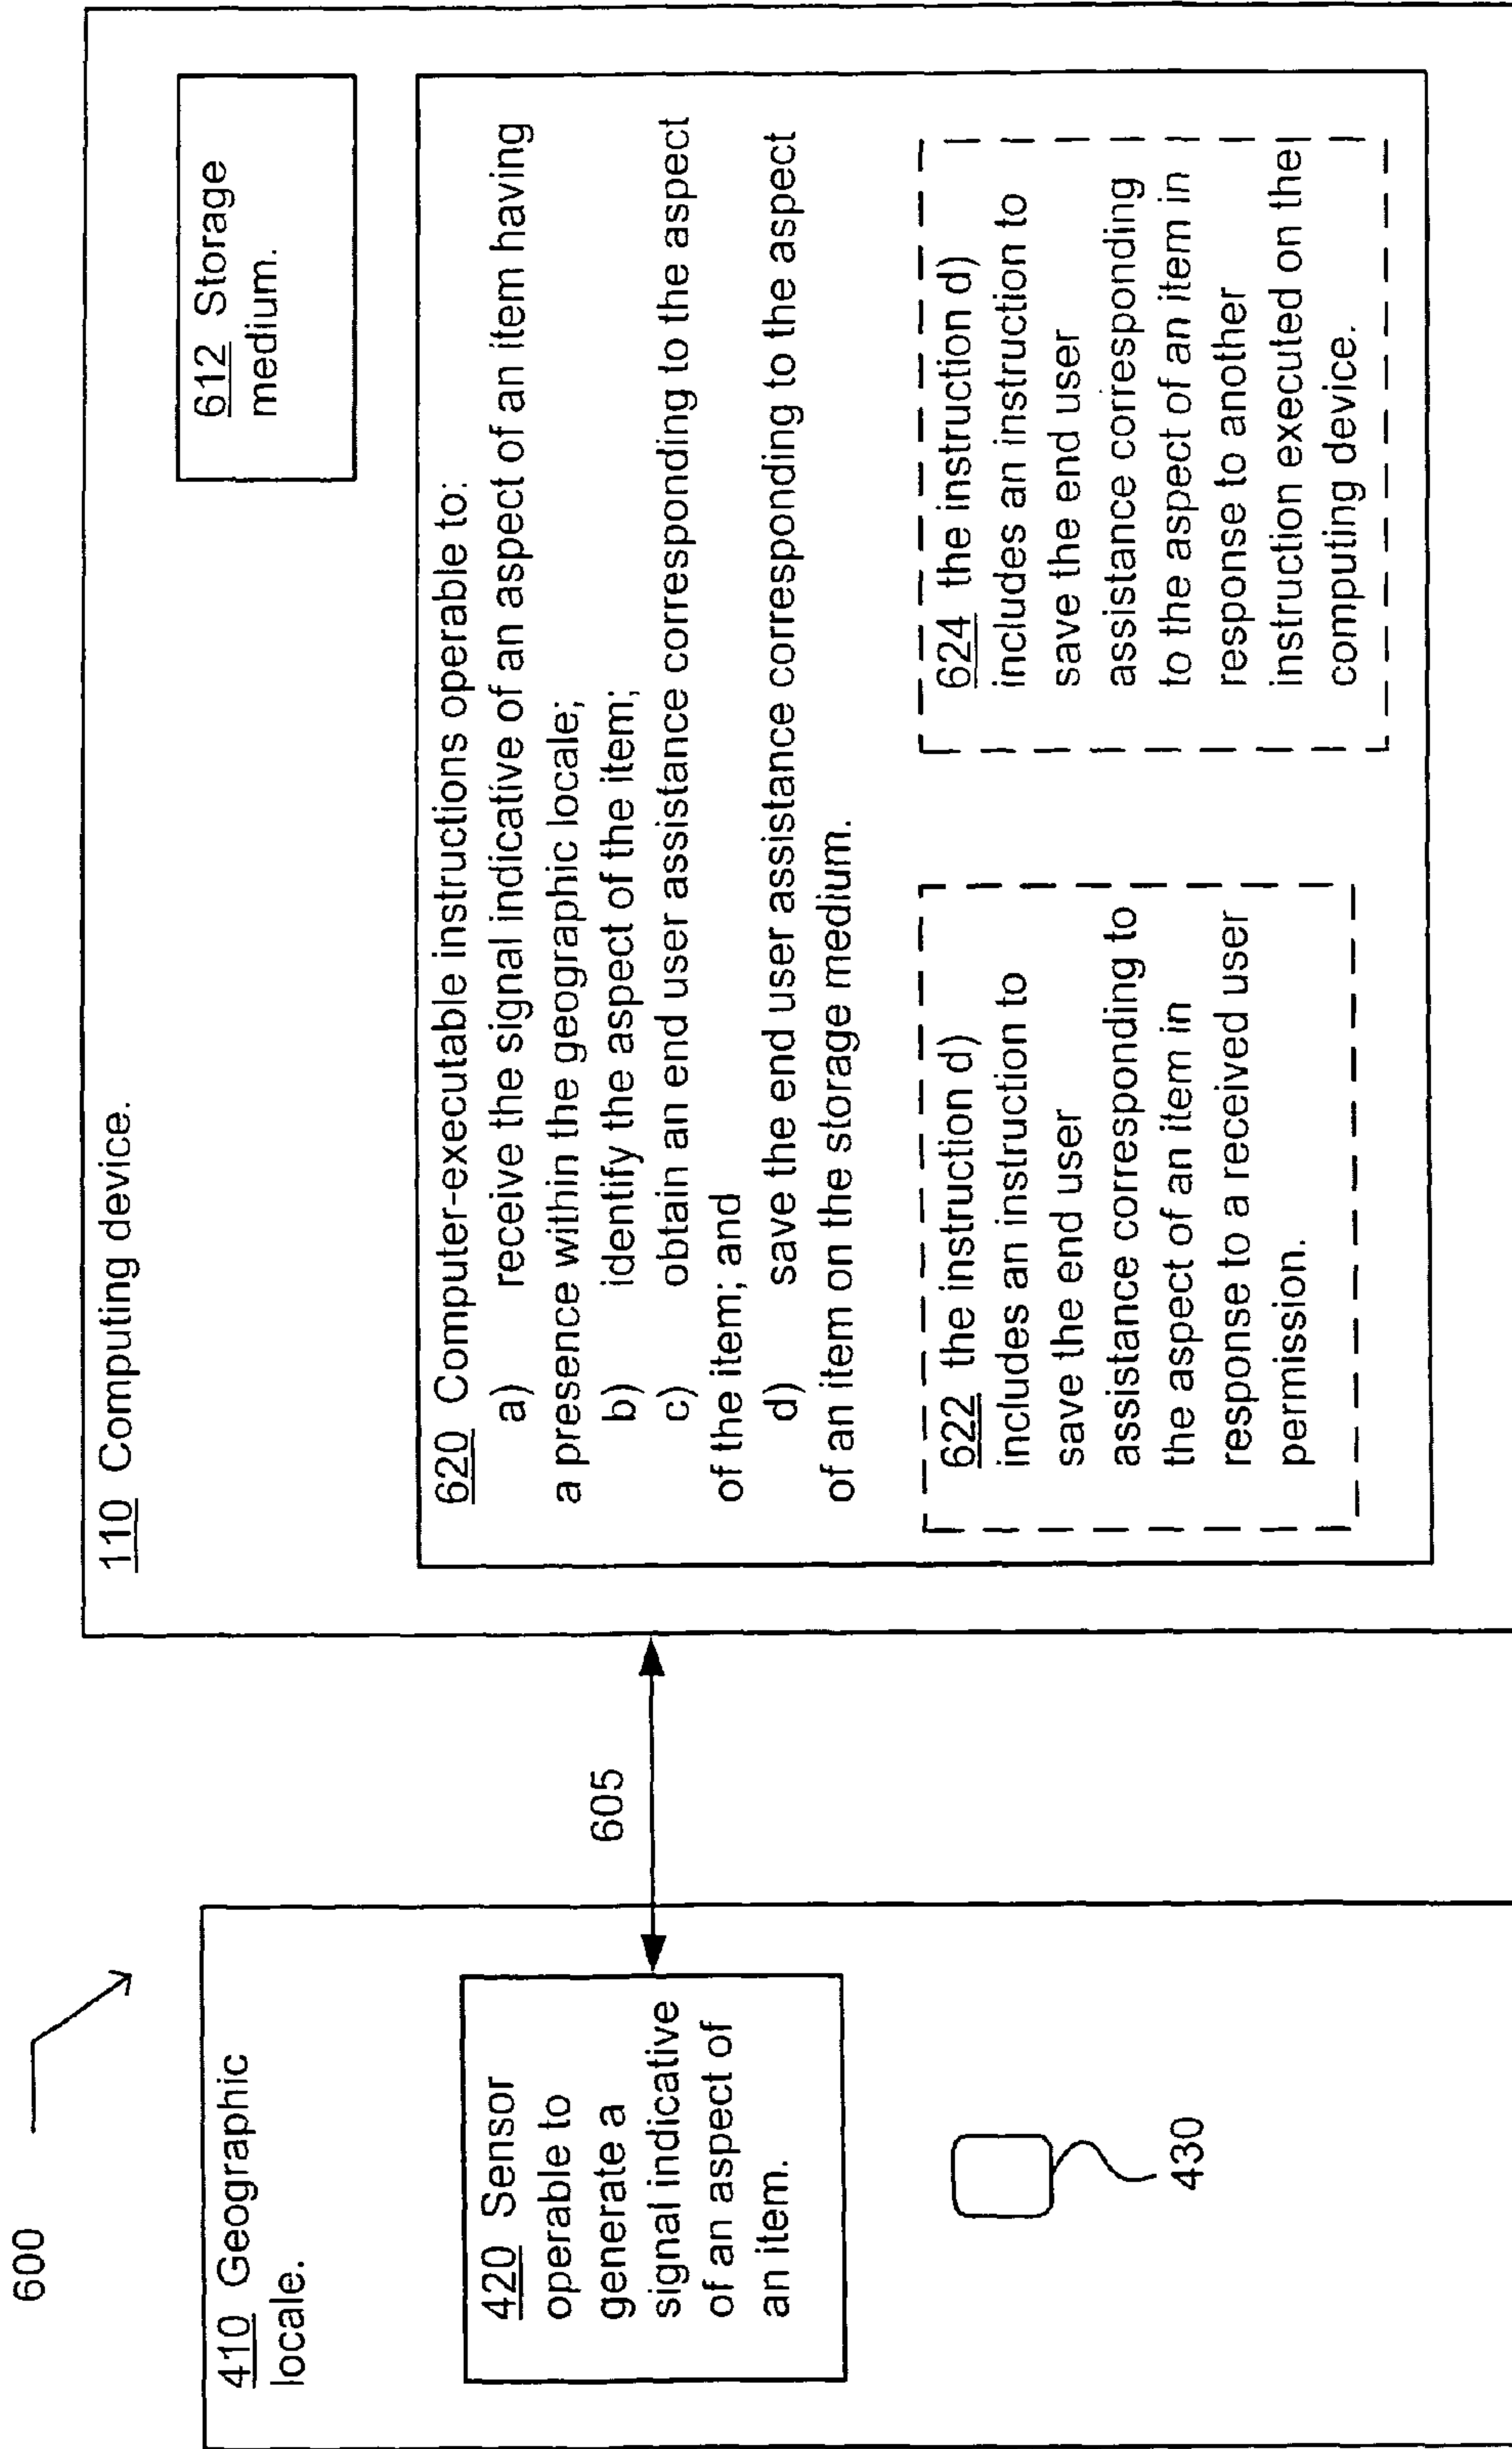 600
410 Geographic
locale.
420 Sensor
operable to
generate a
signal indicative
of an aspect of
an item.
430
605
110 Computing device.
612 Storage
medium.
620 Computer-executable instructions operable to:
a) receive the signal indicative of an aspect of an item having
a presence within the geographic locale;
b) identify the aspect of the item;
c) obtain an end user assistance corresponding to the aspect
of the item; and
d) save the end user assistance corresponding to the aspect
of an item on the storage medium.
622 the instruction d)
includes an instruction to
save the end user
assistance corresponding to
the aspect of an item in
response to a received user
permission.
624 the instruction d)
includes an instruction to
save the end user
assistance corresponding
to the aspect of an item in
response to another
instruction executed on the
computing device.